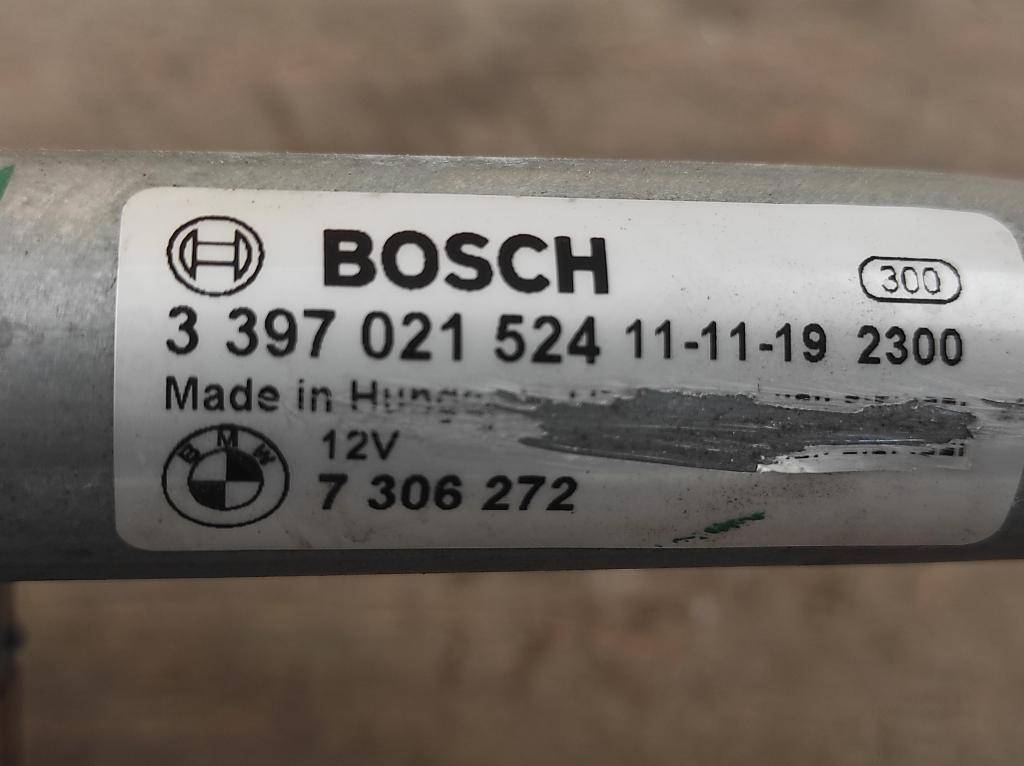 BOSCH 300
3 397 021 524 11-11-19 2300
Made in
BMW
12V
7 306 272